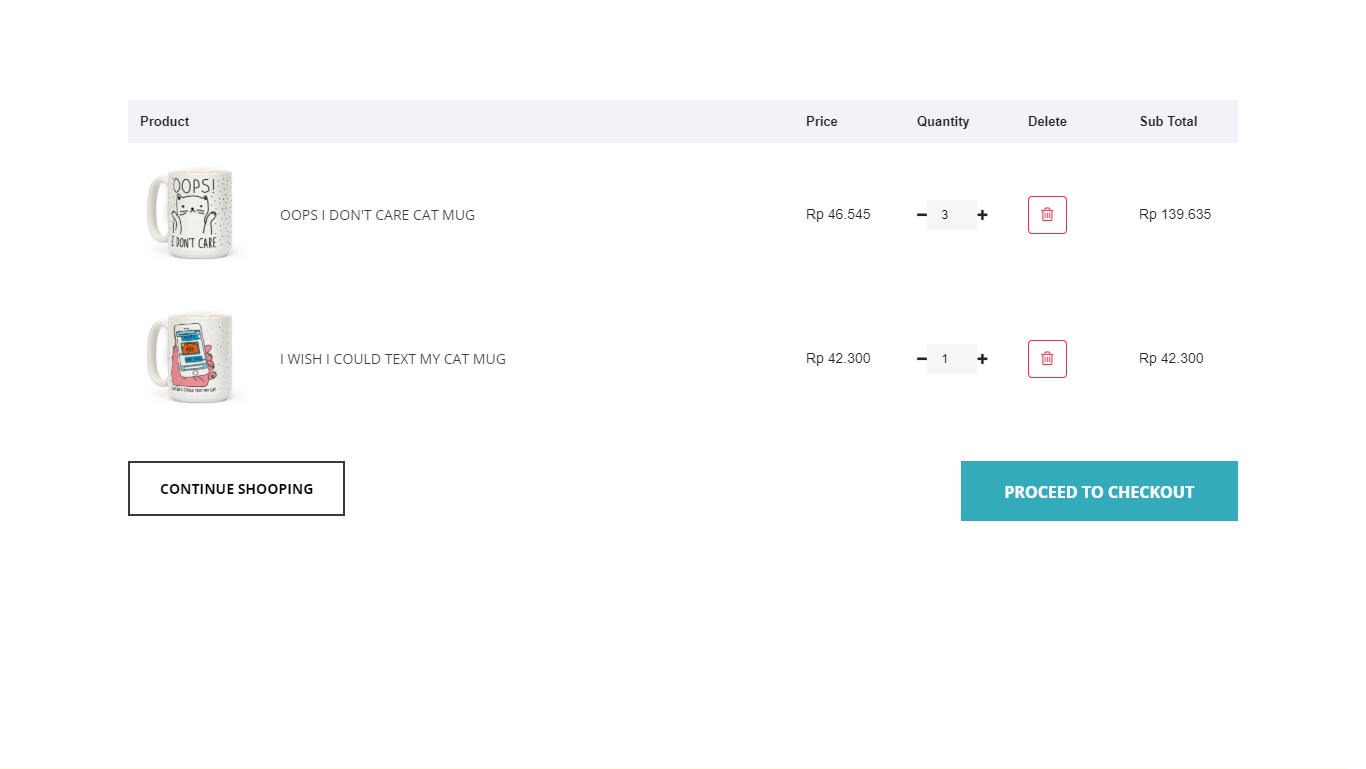 Product Price Quantity Delete Sub Total
OOPS!
I DON'T CARE
OOPS I DON'T CARE CAT MUG Rp 46.545 3 Rp 139.635
I WISH I COULD TEXT MY CAT MUG Rp 42.300 1 Rp 42.300
CONTINUE SHOOPING PROCEED TO CHECKOUT